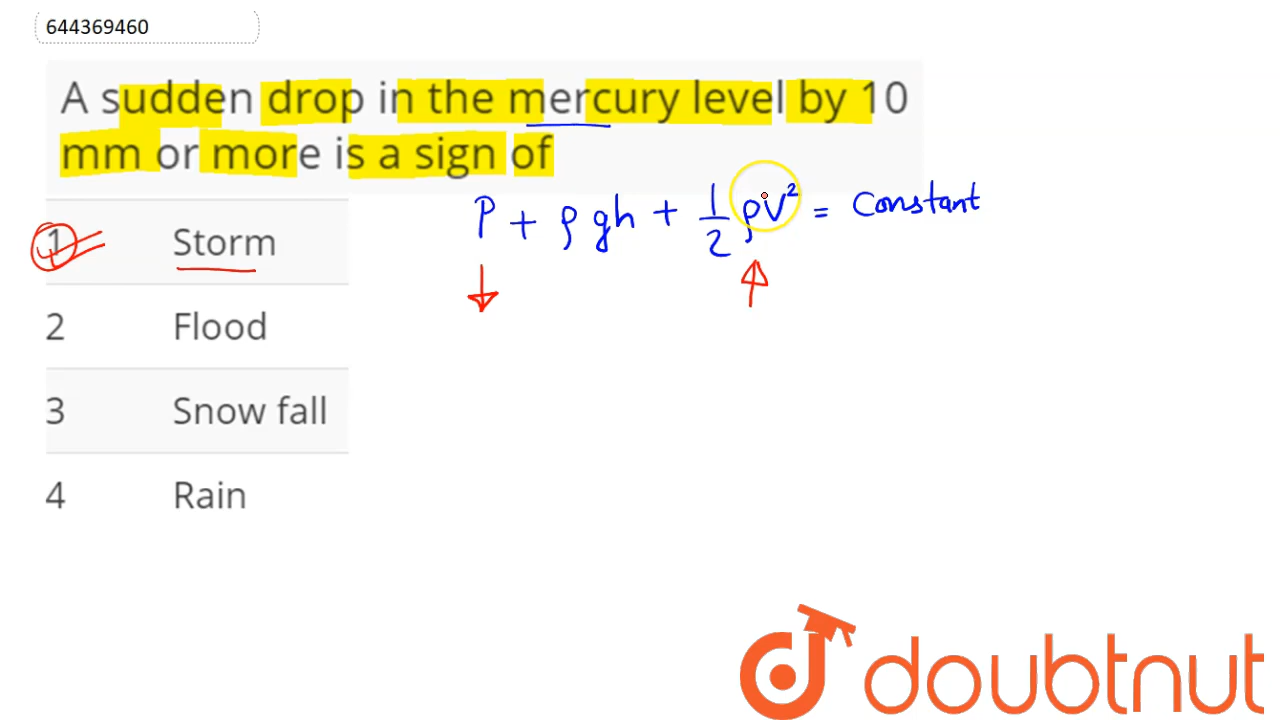 644369460
A sudden drop in the mercury level by 10
mm or more is a sign of
P + ρgh + 1/2 ρV² = Constant
1 Storm
2 Flood
3 Snow fall
4 Rain
doubtnut